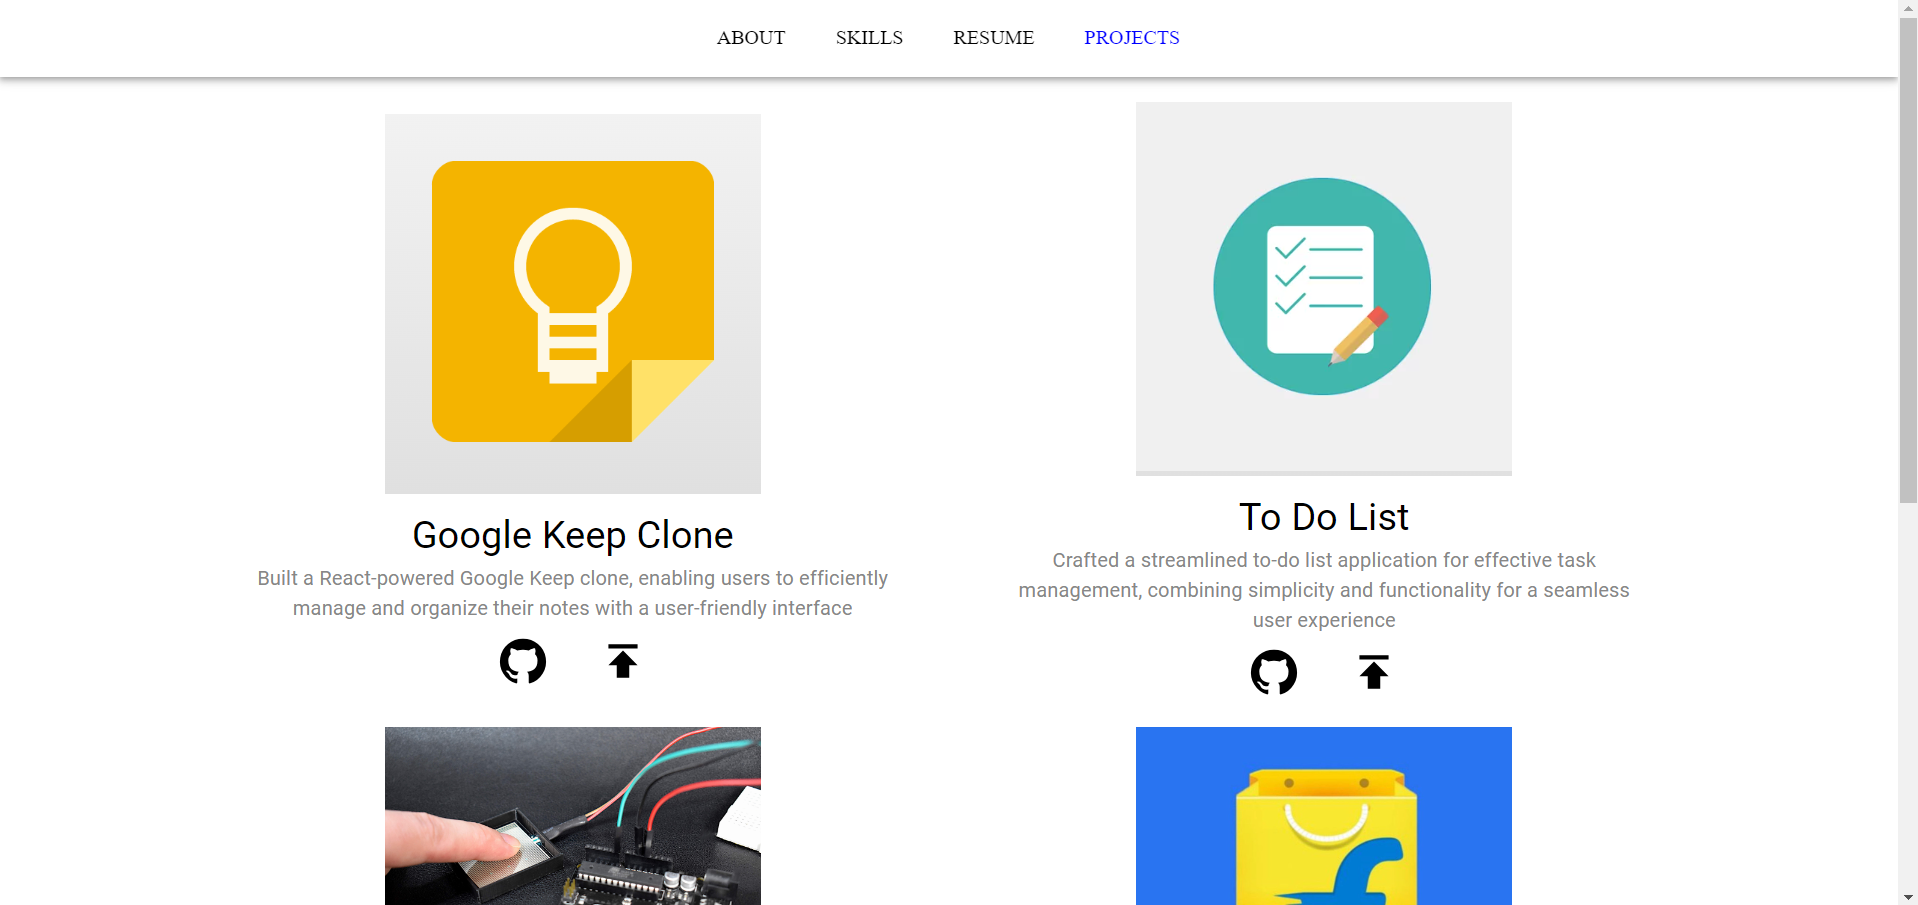 ABOUT SKILLS RESUME PROJECTS
Google Keep Clone
Built a React-powered Google Keep clone, enabling users to efficiently
manage and organize their notes with a user-friendly interface
To Do List
Crafted a streamlined to-do list application for effective task
management, combining simplicity and functionality for a seamless
user experience